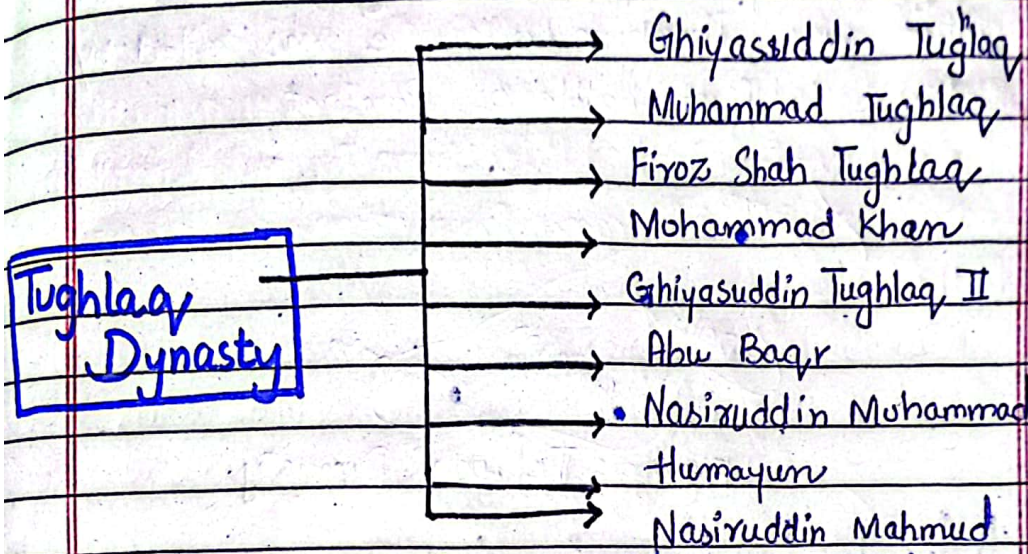 Ghiyasuddin Tughlaq
Muhammad Tughlaq
Firoz Shah Tughlaq
Mohammad Khan
Tughlaq
Dynasty
Ghiyasuddin Tughlaq II
Abu Baqr
Nasiruddin Muhammad
Humayun
Nasiruddin Mahmud.